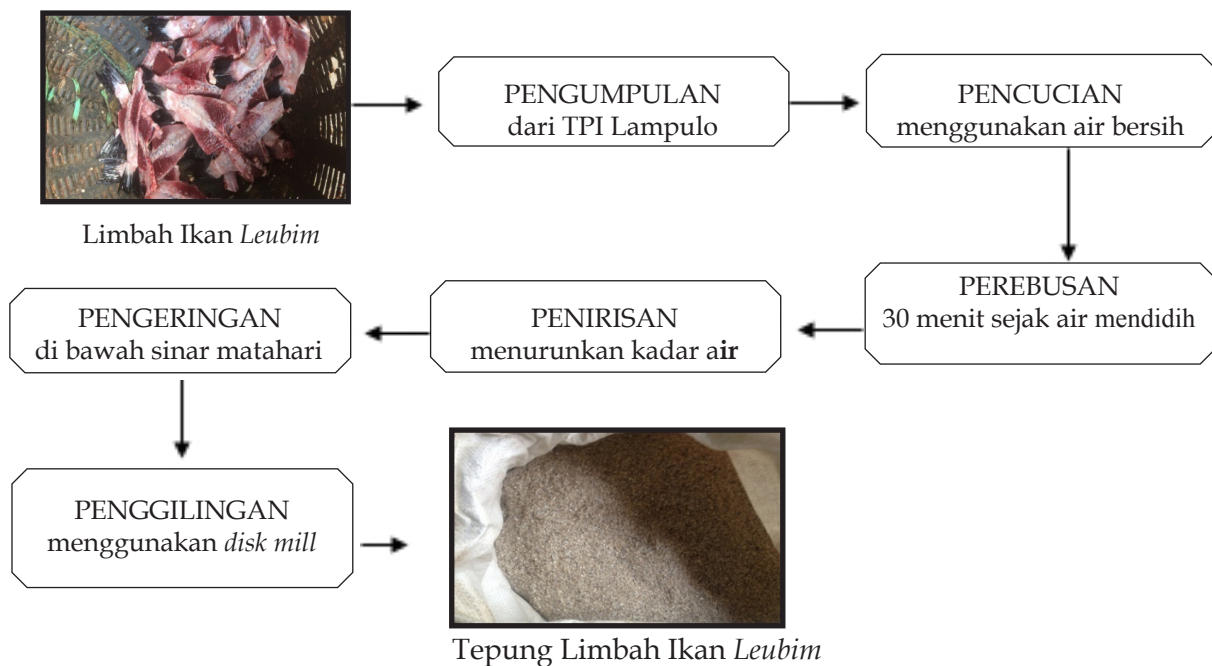 Limbah Ikan Leubim
PENGUMPULAN
dari TPI Lampulo
PENCUCIAN
menggunakan air bersih
PEREBUSAN
30 menit sejak air mendidih
PENIRISAN
menurunkan kadar air
PENGERINGAN
di bawah sinar matahari
PENGGILINGAN
menggunakan disk mill
Tepung Limbah Ikan Leubim